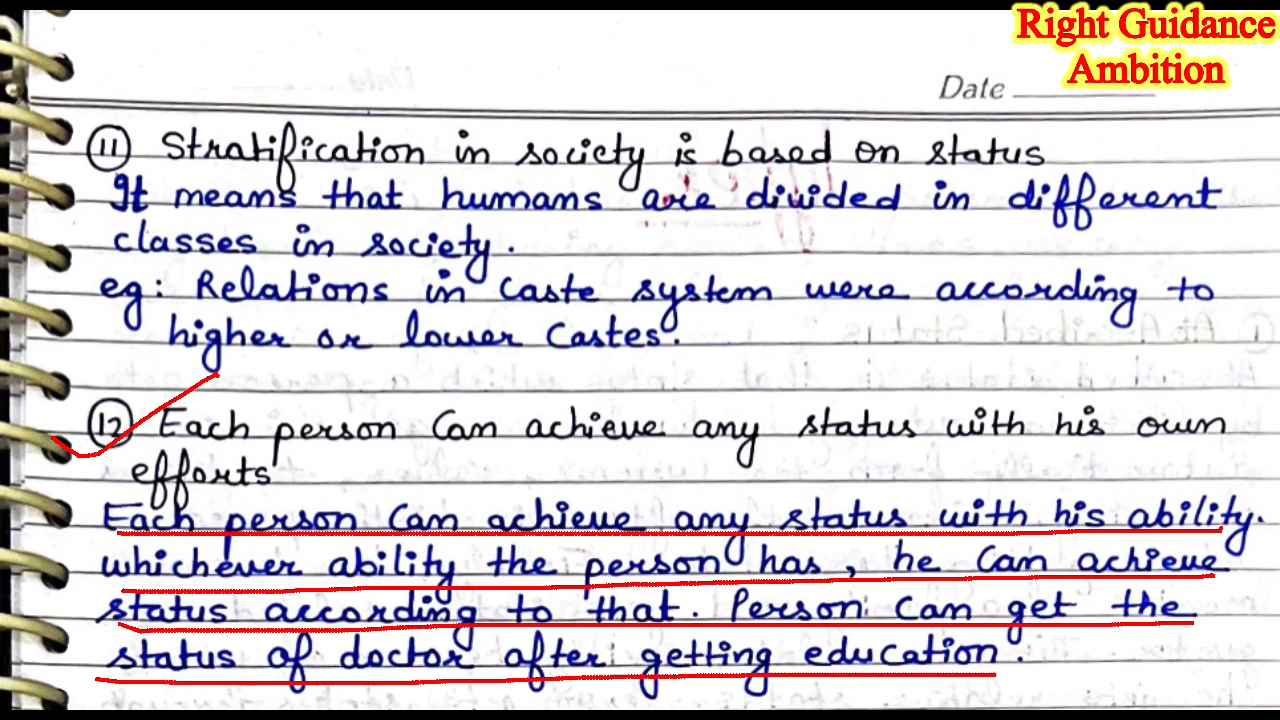 Right Guidance
Ambition
Date
11 Stratification in society is based on status
It means that humans are divided in different
classes in society.
eg: Relations in caste system were according to
higher or lower Castes.
12 Each person Can achieve any status with his own
efforts
Each person Can achieve any status with his ability.
whichever ability the person has, he Can achieve
status according to that. Person Can get the
status of doctor after getting education.